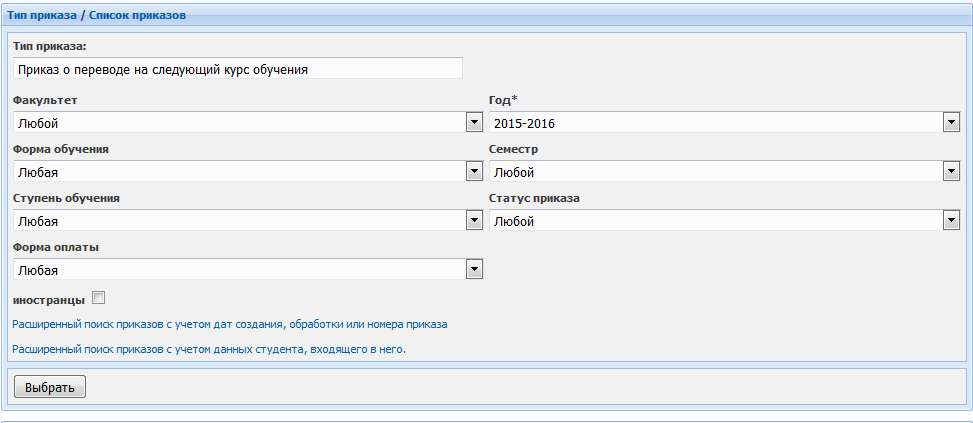 Тип приказа / Список приказов
Тип приказа:
Приказ о переводе на следующий курс обучения
Факультет
Год*
Любой
2015-2016
Форма обучения
Семестр
Любая
Любой
Ступень обучения
Статус приказа
Любая
Любой
Форма оплаты
Любая
иностранцы
Расширенный поиск приказов с учетом дат создания, обработки или номера приказа
Расширенный поиск приказов с учетом данных студента, входящего в него.
Выбрать